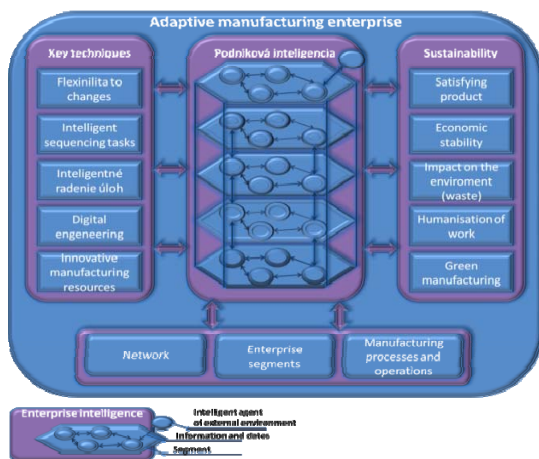 Adaptive manufacturing enterprise
Key techniques
Flexinilita to
changes
Intelligent
sequencing tasks
Inteligentné
radenie úloh
Digital
engeneering
Innovative
manufacturing
resources
Podniková inteligencia
Sustainability
Satisfying
product
Economic
stability
Impact on the
enviroment
(waste)
Humanisation of
work
Green
manufacturing
Network
Enterprise
segments
Manufacturing
processes and
operations
Enterprise intelligence
Intelligent agent
of external environment
Information and dates
Segment